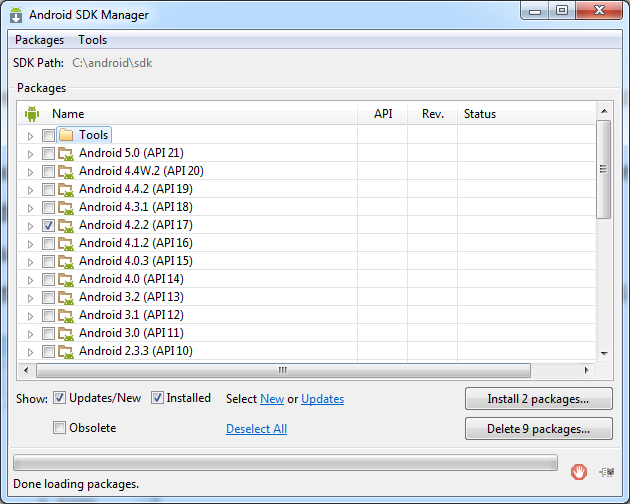 Android SDK Manager
Packages Tools
SDK Path: C:\android\sdk
Packages
Name API Rev. Status
Tools
Android 5.0 (API 21)
Android 4.4W.2 (API 20)
Android 4.4.2 (API 19)
Android 4.3.1 (API 18)
Android 4.2.2 (API 17)
Android 4.1.2 (API 16)
Android 4.0.3 (API 15)
Android 4.0 (API 14)
Android 3.2 (API 13)
Android 3.1 (API 12)
Android 3.0 (API 11)
Android 2.3.3 (API 10)
Show: Updates/New Installed Select New or Updates Install 2 packages...
Obsolete Deselect All Delete 9 packages...
Done loading packages.